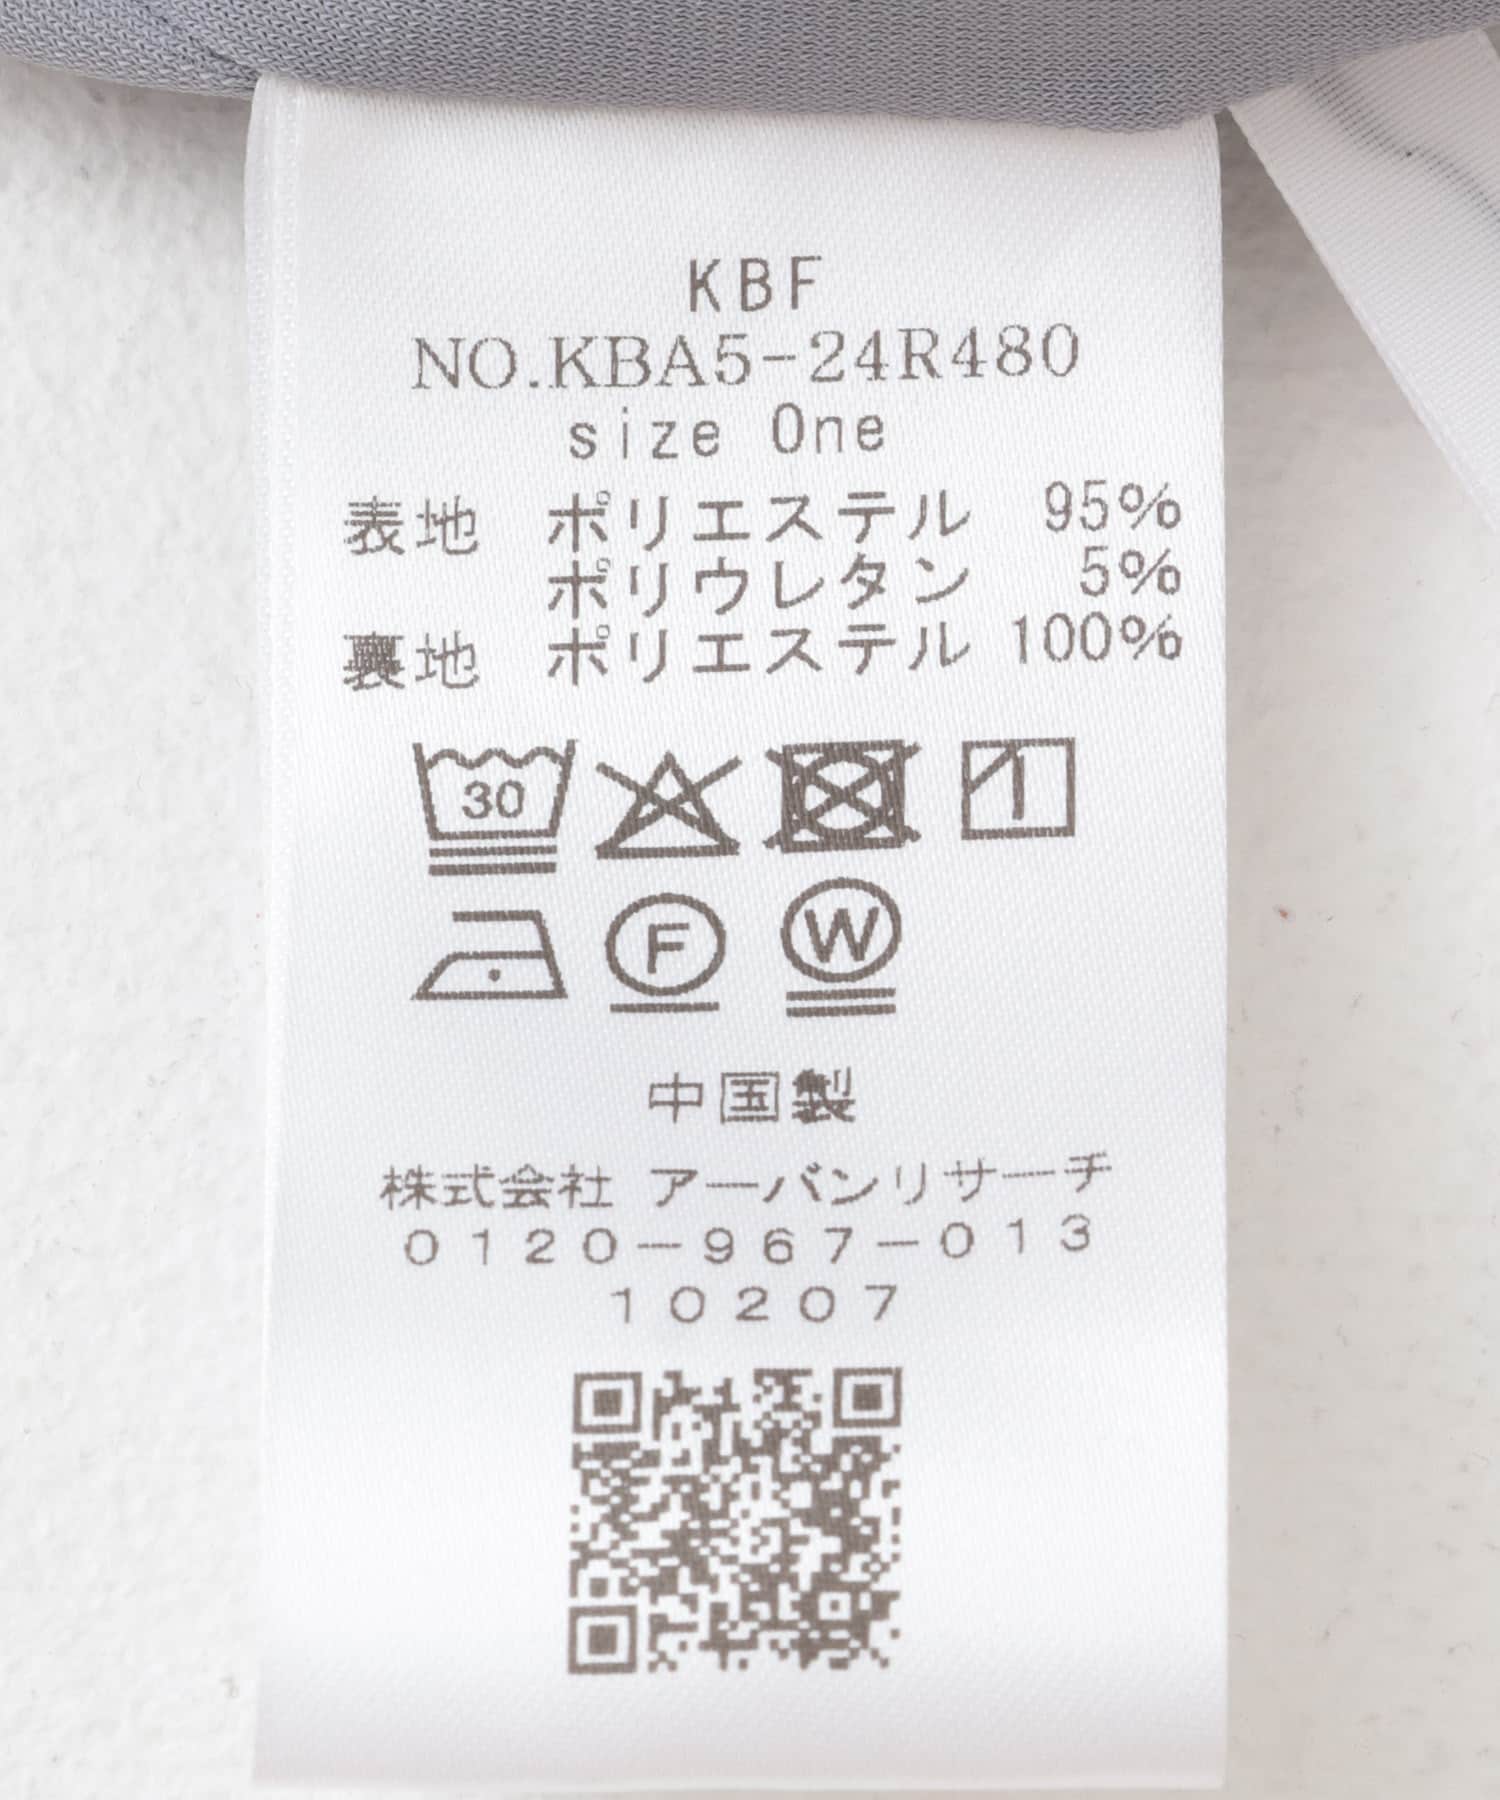 KBF
NO.KBA5-24R480
size One
表地 ポリエステル 95%
ポリウレタン 5%
裏地 ポリエステル 100%
30
F W
中国製
株式会社 アーバンリサーチ
0120-967-013
10207